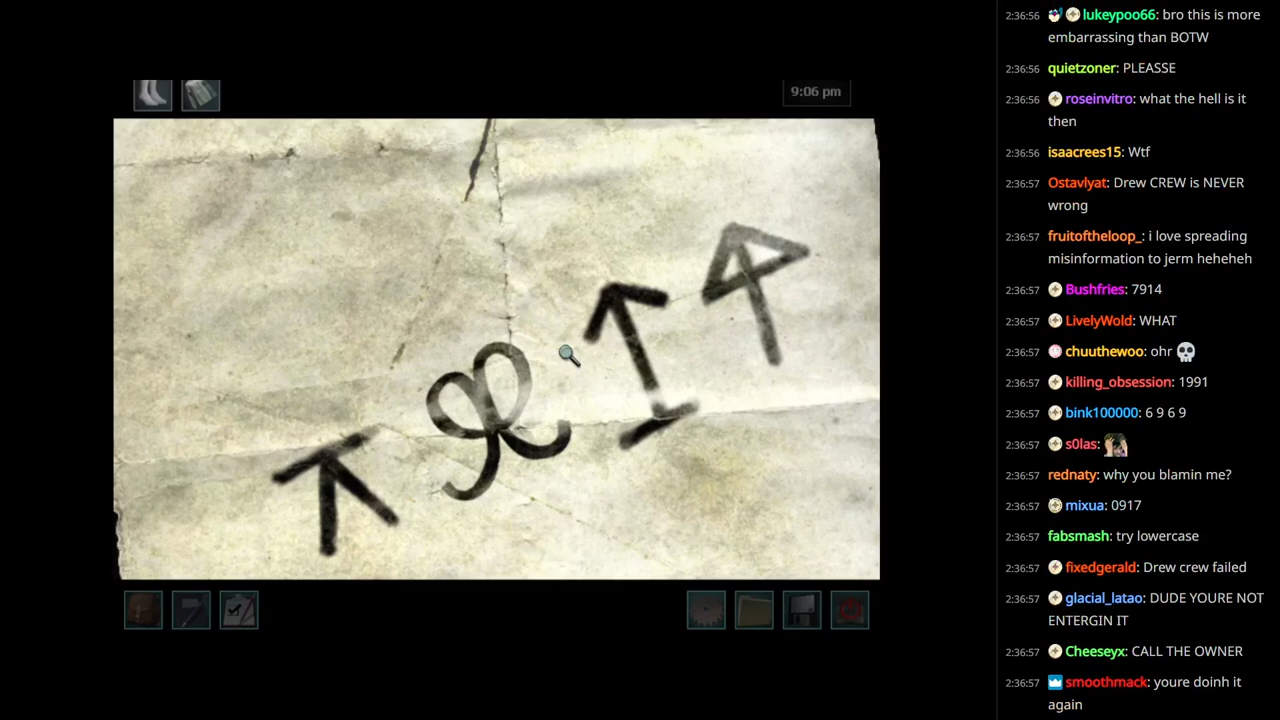 9:06 pm
2:36:56 lukeypoo66: bro this is more
embarrassing than BOTW
2:36:56 quietzoner: PLEASSE
2:36:56 roseinvitro: what the hell is it
then
2:36:56 isaacrees15: Wtf
2:36:57 Ostavlyat: Drew CREW is NEVER
wrong
2:36:57 fruitoftheloop_: i love spreading
misinformation to jerm heheheh
2:36:57 Bushfries: 7914
2:36:57 LivelyWold: WHAT
2:36:57 chuuthewoo: ohr 💀
2:36:57 killing_obsession: 1991
2:36:57 bink100000: 6 9 6 9
2:36:57 s0las:
2:36:57 rednaty: why you blamin me?
2:36:57 mixua: 0917
2:36:57 fabsmash: try lowercase
2:36:57 fixedgerald: Drew crew failed
2:36:57 glacial_latao: DUDE YOURE NOT
ENTERGIN IT
2:36:57 Cheeseyx: CALL THE OWNER
2:36:57 smoothmack: youre doinh it
again